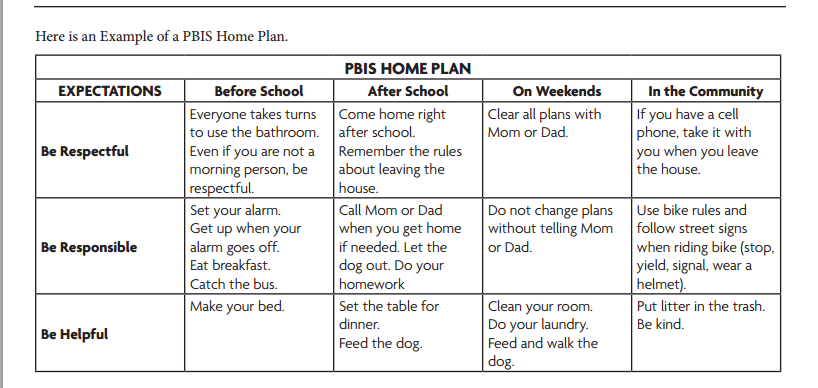 Here is an Example of a PBIS Home Plan.
PBIS HOME PLAN
EXPECTATIONS
Before School
After School
On Weekends
In the Community
Be Respectful
Everyone takes turns
to use the bathroom.
Even if you are not a
morning person, be
respectful.
Come home right
after school.
Remember the rules
about leaving the
house.
Clear all plans with
Mom or Dad.
If you have a cell
phone, take it with
you when you leave
the house.
Be Responsible
Set your alarm.
Get up when your
alarm goes off.
Eat breakfast.
Catch the bus.
Call Mom or Dad
when you get home
if needed. Let the
dog out. Do your
homework
Do not change plans
without telling Mom
or Dad.
Use bike rules and
follow street signs
when riding bike (stop,
yield, signal, wear a
helmet).
Be Helpful
Make your bed.
Set the table for
dinner.
Feed the dog.
Clean your room.
Do your laundry.
Feed and walk the
dog.
Put litter in the trash.
Be kind.